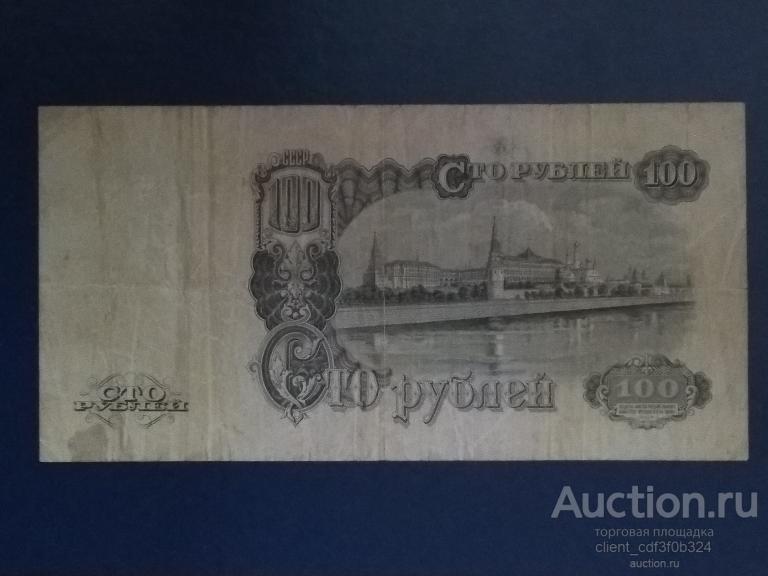 СССР
100
СТО РУБЛЕЙ 100
СТО
РУБЛЕЙ
Сто рублей
100
Auction.ru
торговая площадка
client_cdf3f0b324
auction.ru